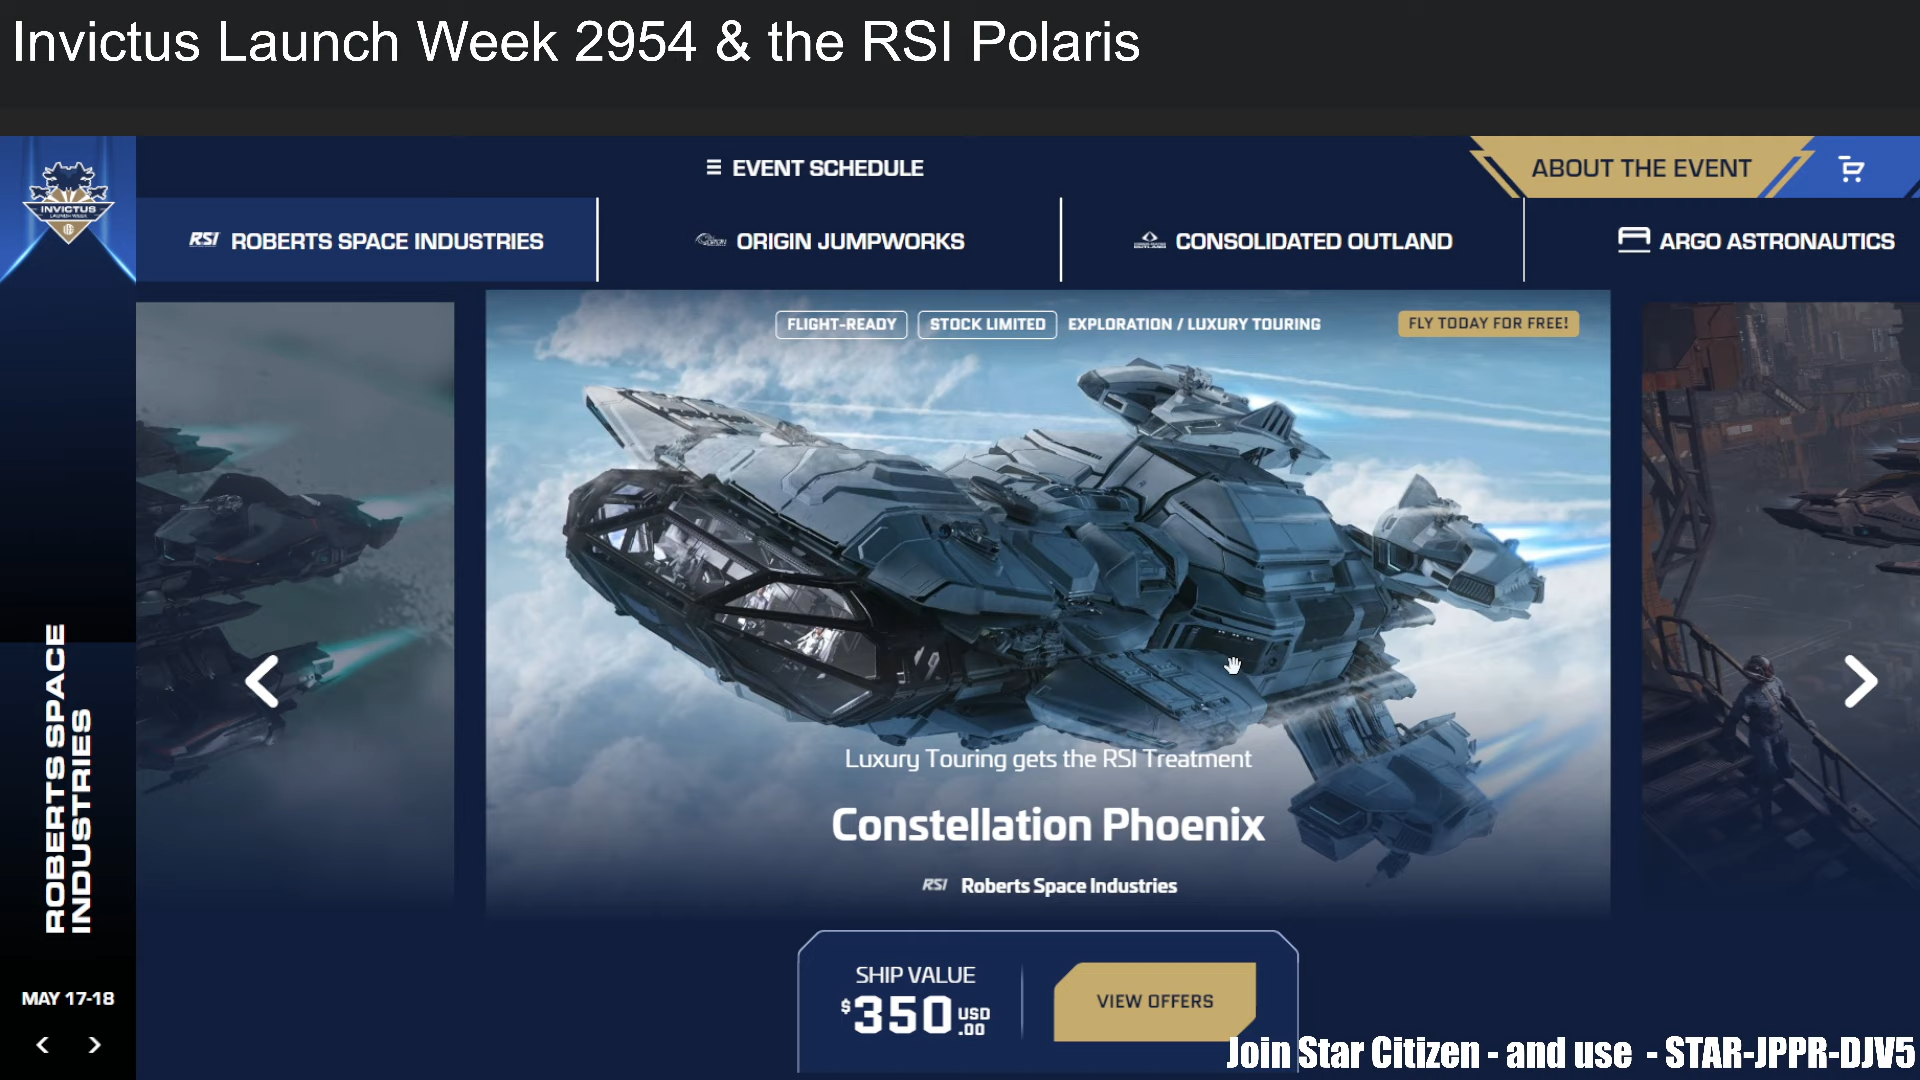 Invictus Launch Week 2954 & the RSI Polaris
EVENT SCHEDULE
ABOUT THE EVENT
INVICTUS
LAUNCH WEEK
RSI ROBERTS SPACE INDUSTRIES
ORIGIN JUMPWORKS
CONSOLIDATED OUTLAND
ARGO ASTRONAUTICS
FLIGHT-READY
STOCK LIMITED
EXPLORATION / LUXURY TOURING
FLY TODAY FOR FREE!
Luxury Touring gets the RSI Treatment
Constellation Phoenix
RSI Roberts Space Industries
ROBERTS SPACE
INDUSTRIES
MAY 17-18
SHIP VALUE
$350 USD .00
VIEW OFFERS
Join Star Citizen - and use - STAR-JPPR-DJV5